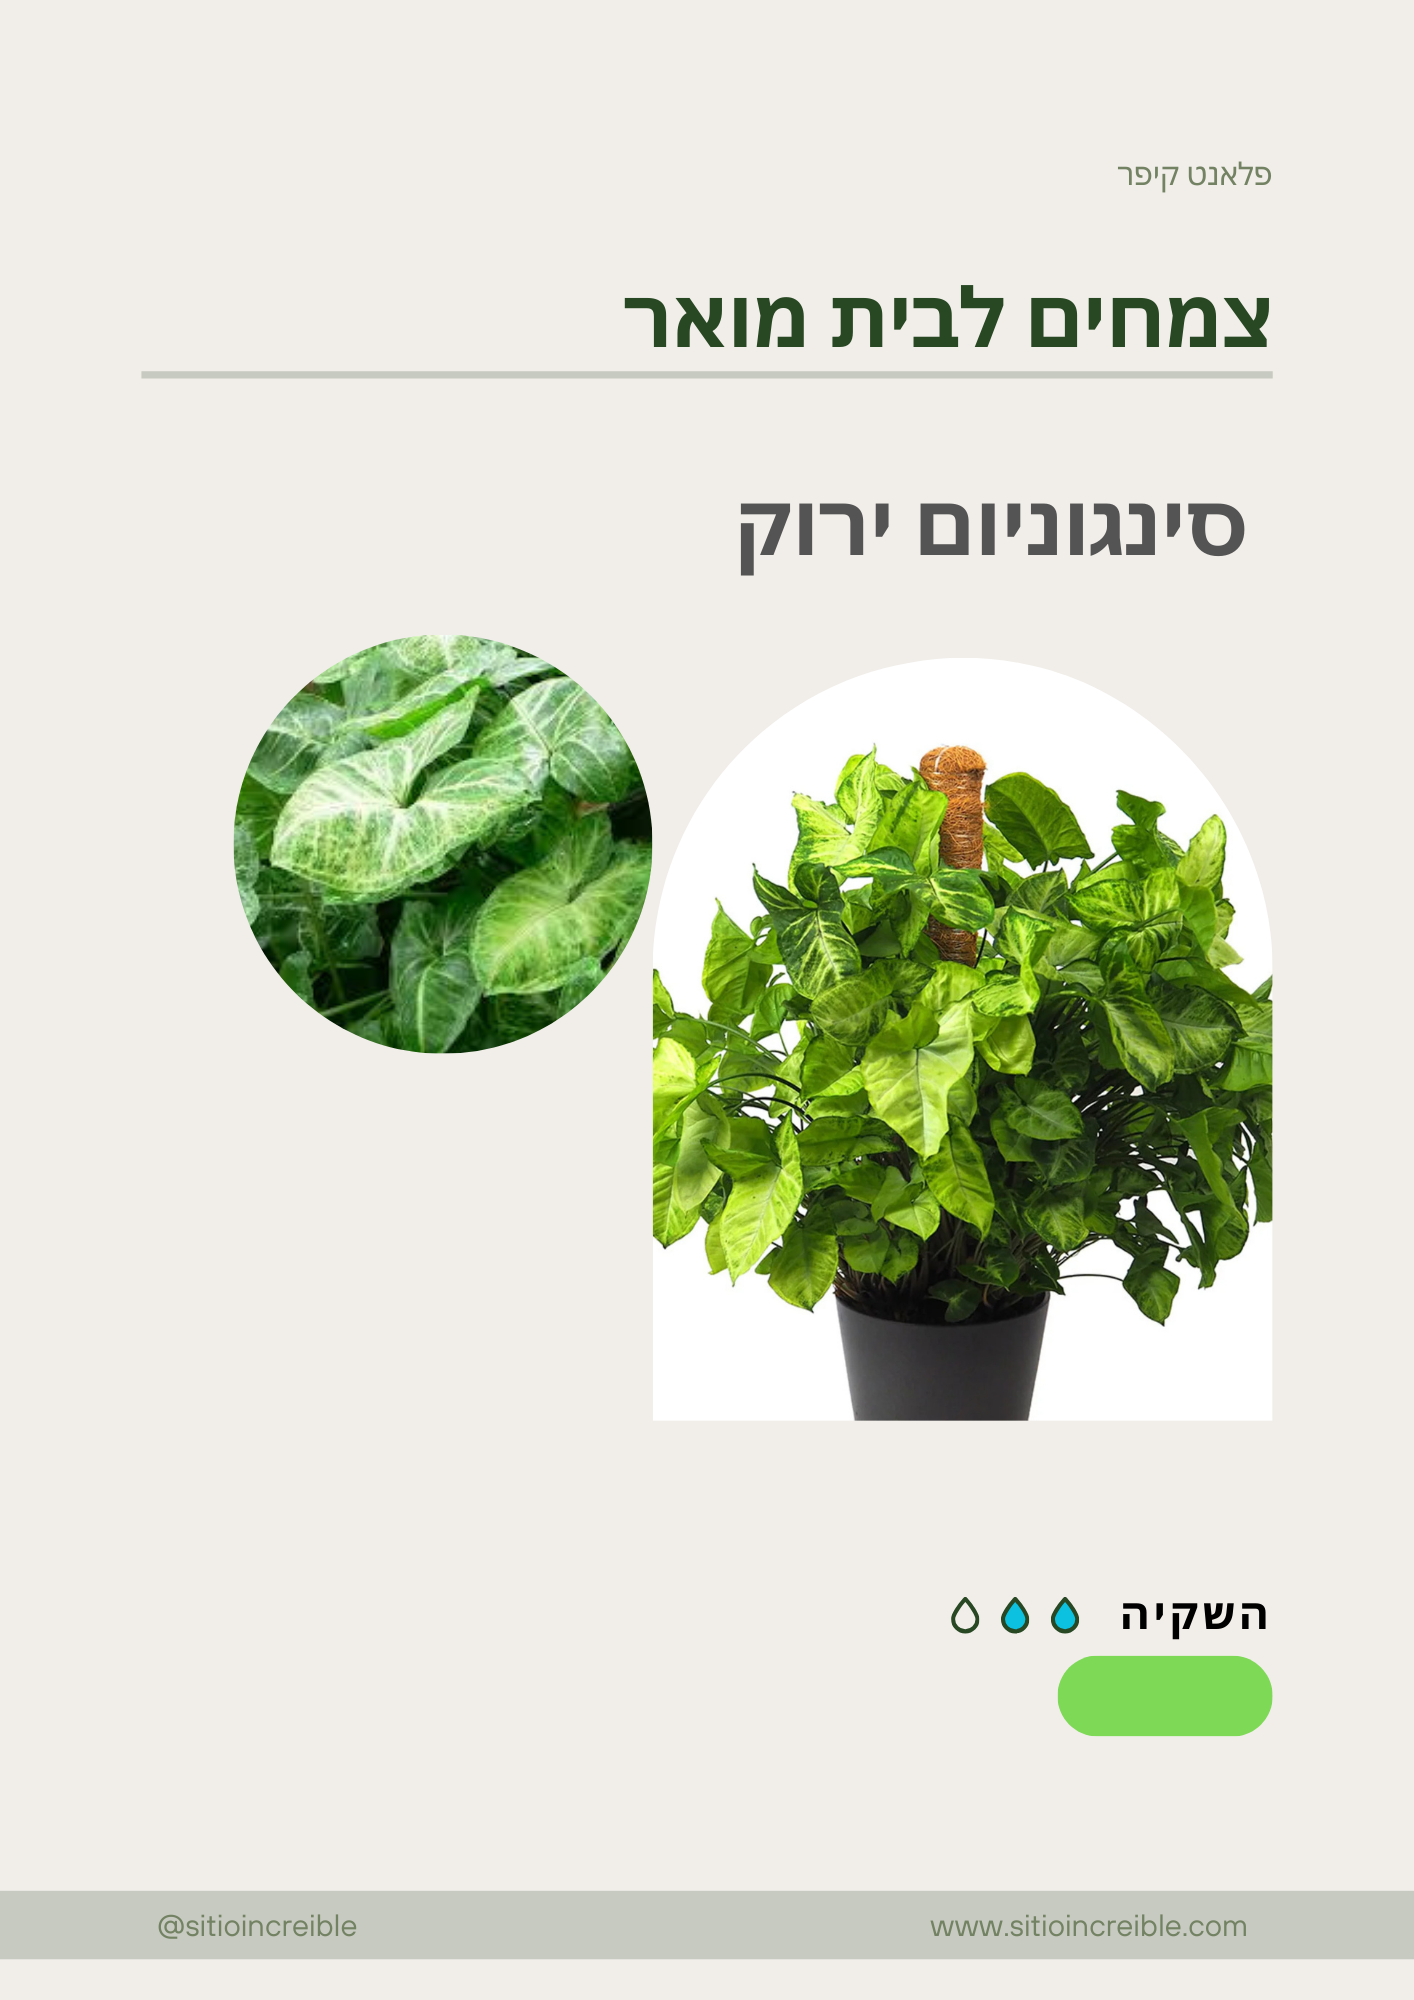 פלאנט קיפר
צמחים לבית מואר
סינגוניום ירוק
השקיה
@sitioincreible
www.sitioincreible.com